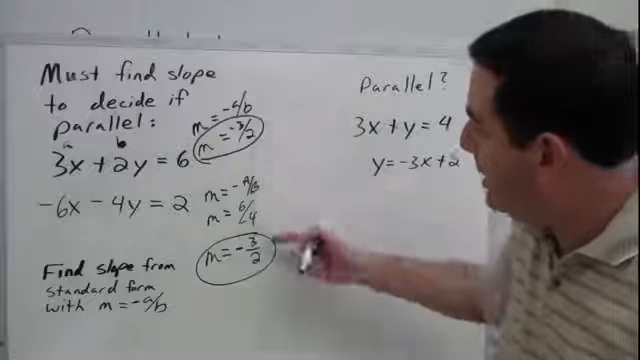 Must find slope
to decide if
parallel:
a b
3x + 2y = 6
m = -a/b
m = -3/2
-6x - 4y = 2
m = -A/B
m = 6/-4
m = -3/2
Find slope from
standard form
with m = -a/b
Parallel?
3x + y = 4
y = -3x + 2